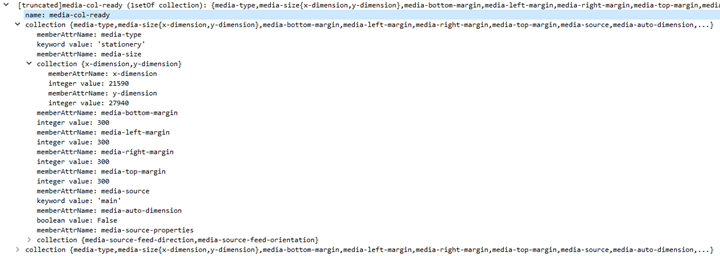 [truncated]media-col-ready (1setOf collection): {media-type,media-size{x-dimension,y-dimension},media-bottom-margin,media-left-margin,media-right-margin,media-top-margin,media
name: media-col-ready
collection {media-type,media-size{x-dimension,y-dimension},media-bottom-margin,media-left-margin,media-right-margin,media-top-margin,media-source,media-auto-dimension,...}
memberAttrName: media-type
keyword value: 'stationery'
memberAttrName: media-size
collection {x-dimension,y-dimension}
memberAttrName: x-dimension
integer value: 21590
memberAttrName: y-dimension
integer value: 27940
memberAttrName: media-bottom-margin
integer value: 300
memberAttrName: media-left-margin
integer value: 300
memberAttrName: media-right-margin
integer value: 300
memberAttrName: media-top-margin
integer value: 300
memberAttrName: media-source
keyword value: 'main'
memberAttrName: media-auto-dimension
boolean value: False
memberAttrName: media-source-properties
collection {media-source-feed-direction,media-source-feed-orientation}
collection {media-type,media-size{x-dimension,y-dimension},media-bottom-margin,media-left-margin,media-right-margin,media-top-margin,media-source,media-auto-dimension,...}